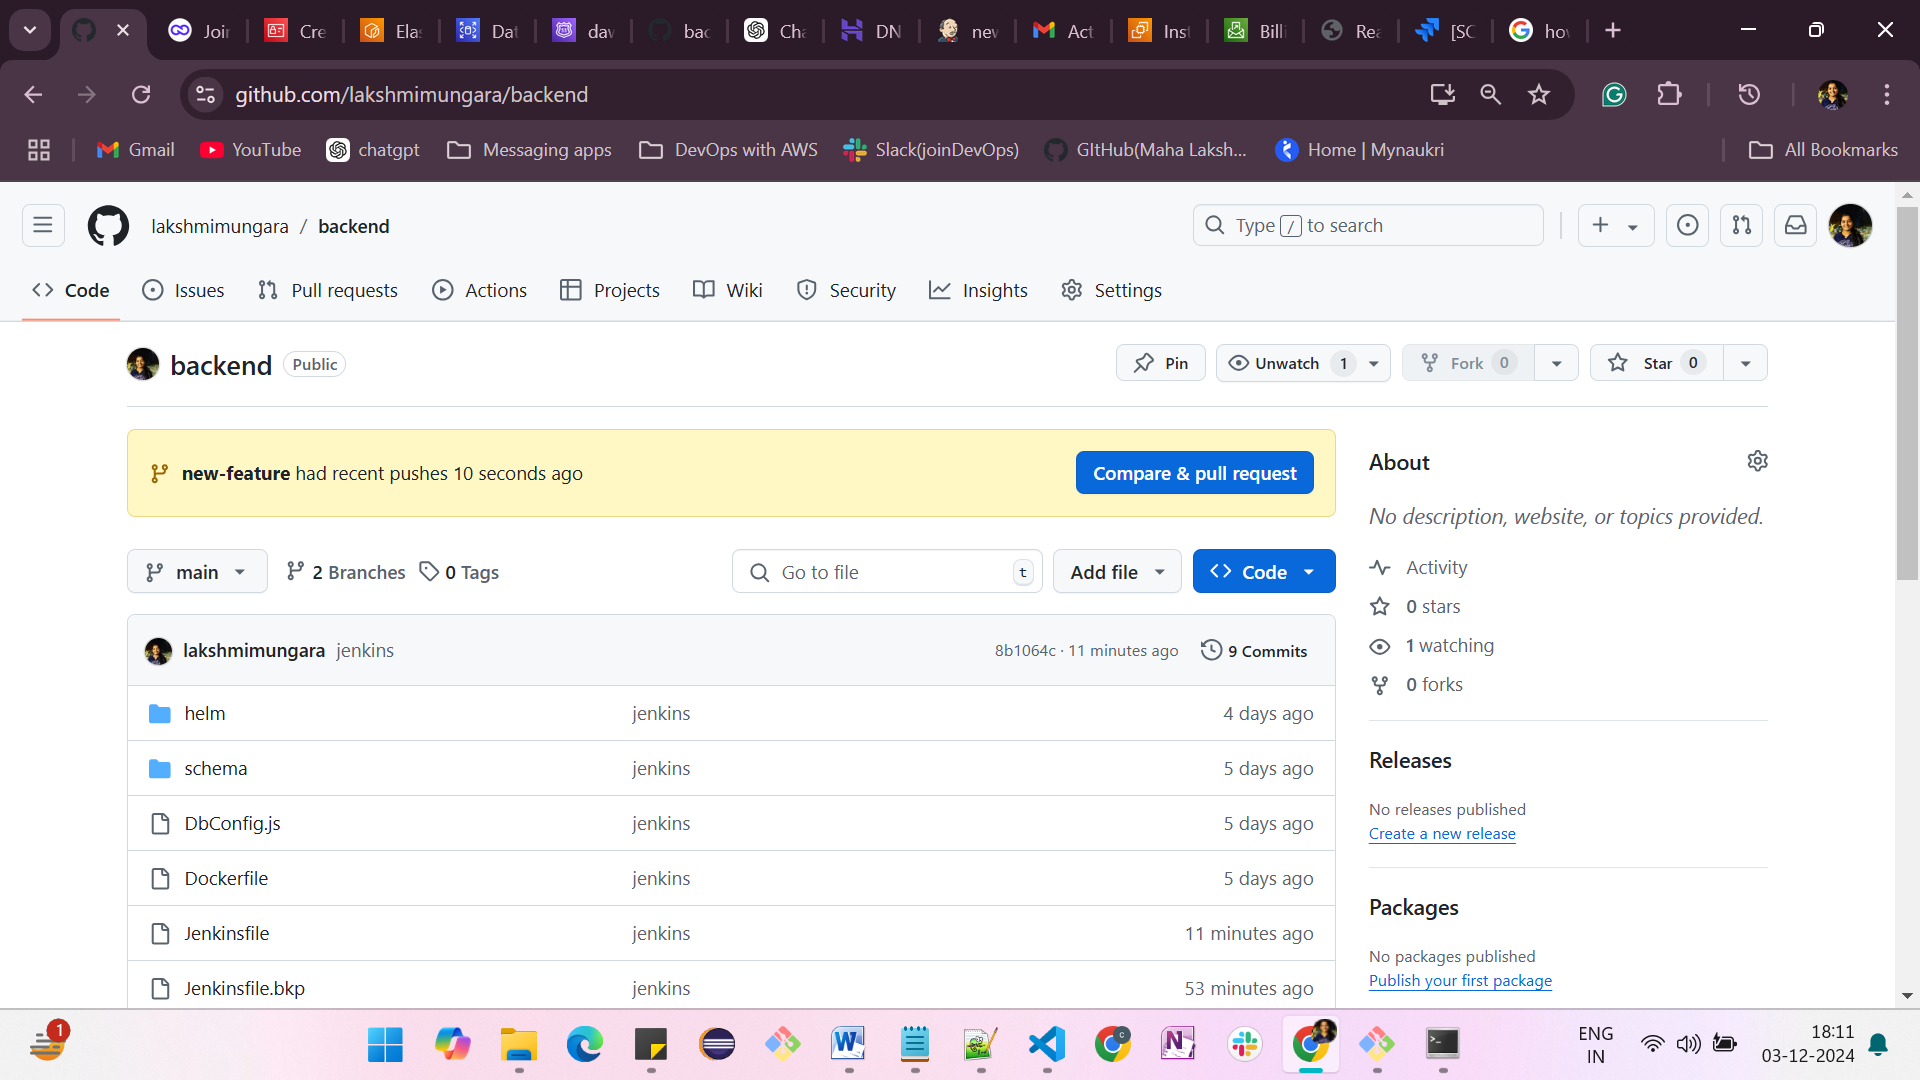 Join
Cre
Elas
Dat
daw
bac
Cha
DN
new
Act
Inst
Billi
Rea
[SC
how
github.com/lakshmimungara/backend
Gmail
YouTube
chatgpt
Messaging apps
DevOps with AWS
Slack(joinDevOps)
GItHub(Maha Laksh...
Home | Mynaukri
All Bookmarks
lakshmimungara / backend
Type / to search
Code
Issues
Pull requests
Actions
Projects
Wiki
Security
Insights
Settings
backend Public
Pin
Unwatch 1
Fork 0
Star 0
new-feature had recent pushes 10 seconds ago
Compare & pull request
About
No description, website, or topics provided.
main
2 Branches
0 Tags
Go to file t
Add file
Code
Activity
0 stars
1 watching
0 forks
lakshmimungara jenkins
8b1064c · 11 minutes ago
9 Commits
helm jenkins 4 days ago
schema jenkins 5 days ago
DbConfig.js jenkins 5 days ago
Dockerfile jenkins 5 days ago
Jenkinsfile jenkins 11 minutes ago
Jenkinsfile.bkp jenkins 53 minutes ago
Releases
No releases published
Create a new release
Packages
No packages published
Publish your first package
1
ENG
IN
18:11
03-12-2024